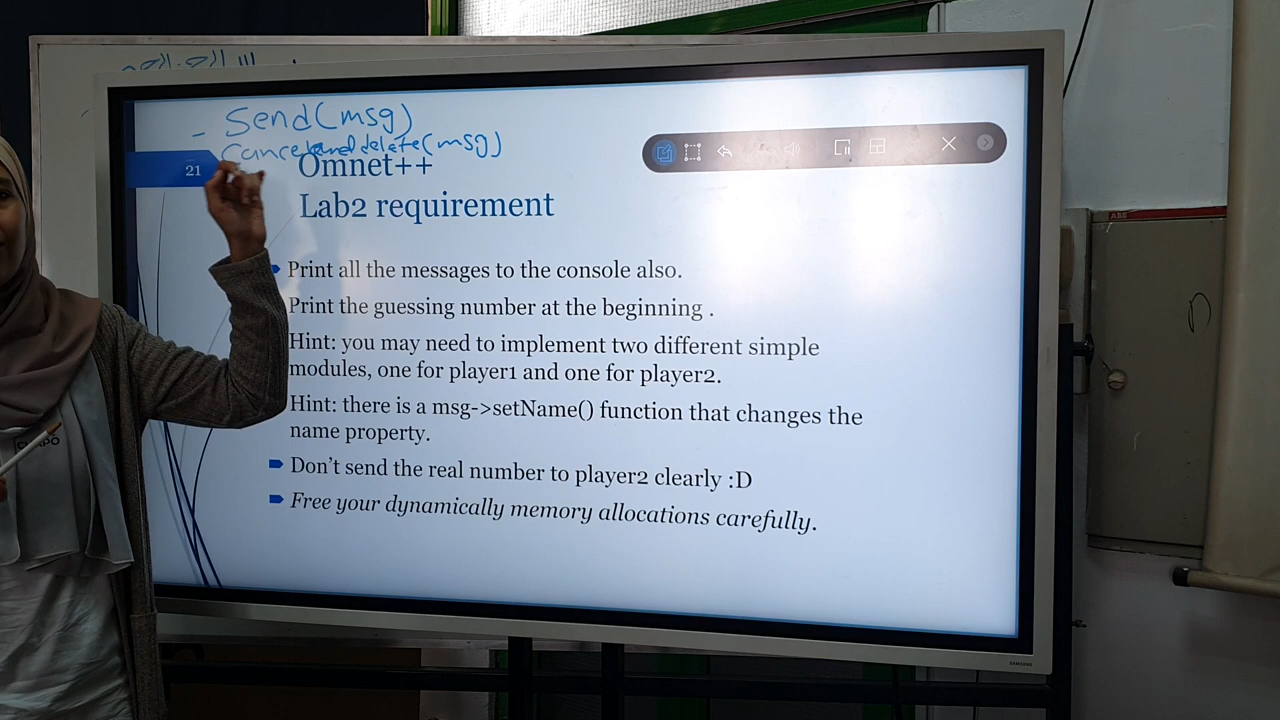 - Send(msg)
cancelanddelete(msg)
21
Omnet++
Lab2 requirement
Print all the messages to the console also.
Print the guessing number at the beginning .
Hint: you may need to implement two different simple
modules, one for player1 and one for player2.
Hint: there is a msg->setName() function that changes the
name property.
Don't send the real number to player2 clearly :D
Free your dynamically memory allocations carefully.
SAMSUNG
ABB